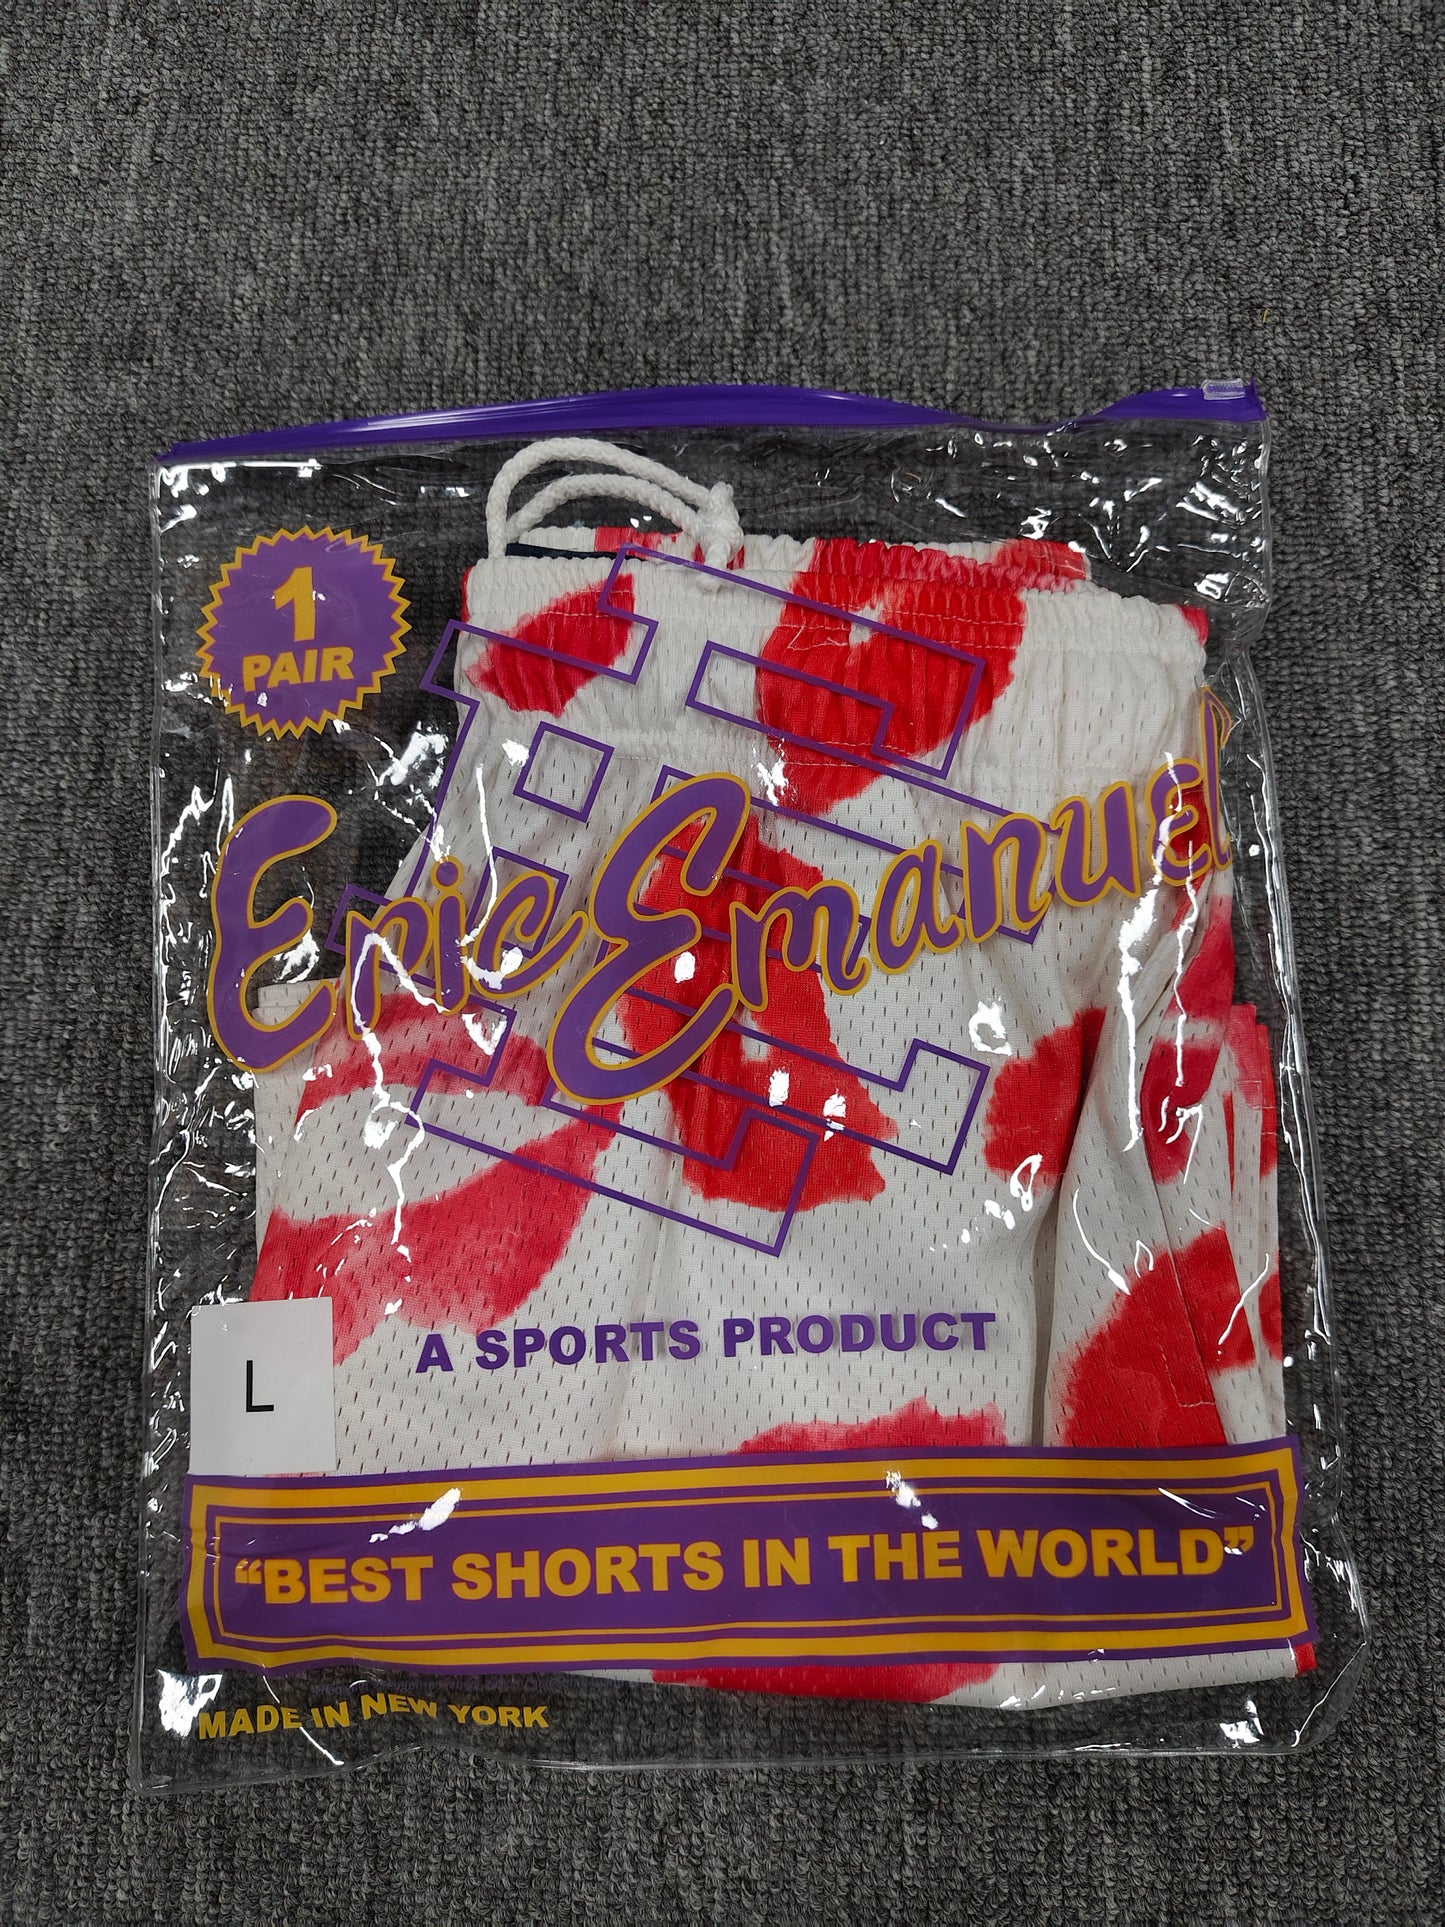 1
PAIR
Eric Emanuel
A SPORTS PRODUCT
L
“BEST SHORTS IN THE WORLD”
MADE IN NEW YORK